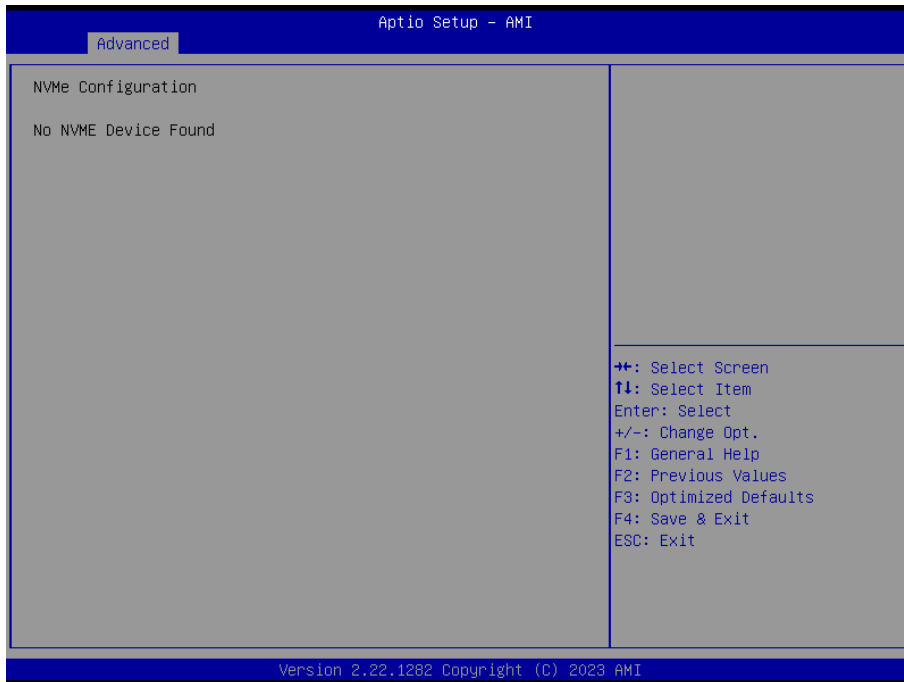 Aptio Setup – AMI
Advanced
NVMe Configuration
No NVME Device Found
→←: Select Screen
↑↓: Select Item
Enter: Select
+/-: Change Opt.
F1: General Help
F2: Previous Values
F3: Optimized Defaults
F4: Save & Exit
ESC: Exit
Version 2.22.1282 Copyright (C) 2023 AMI